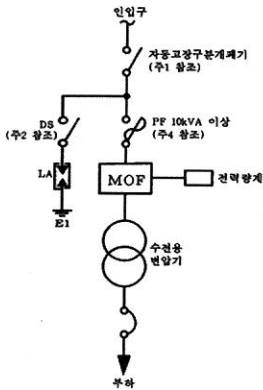 인입구
자동고장구분개폐기
(주1 참조)
DS
(주2 참조)
PF 10kVA 이상
(주4 참조)
LA
MOF
전력량계
E1
수전용
변압기
부하